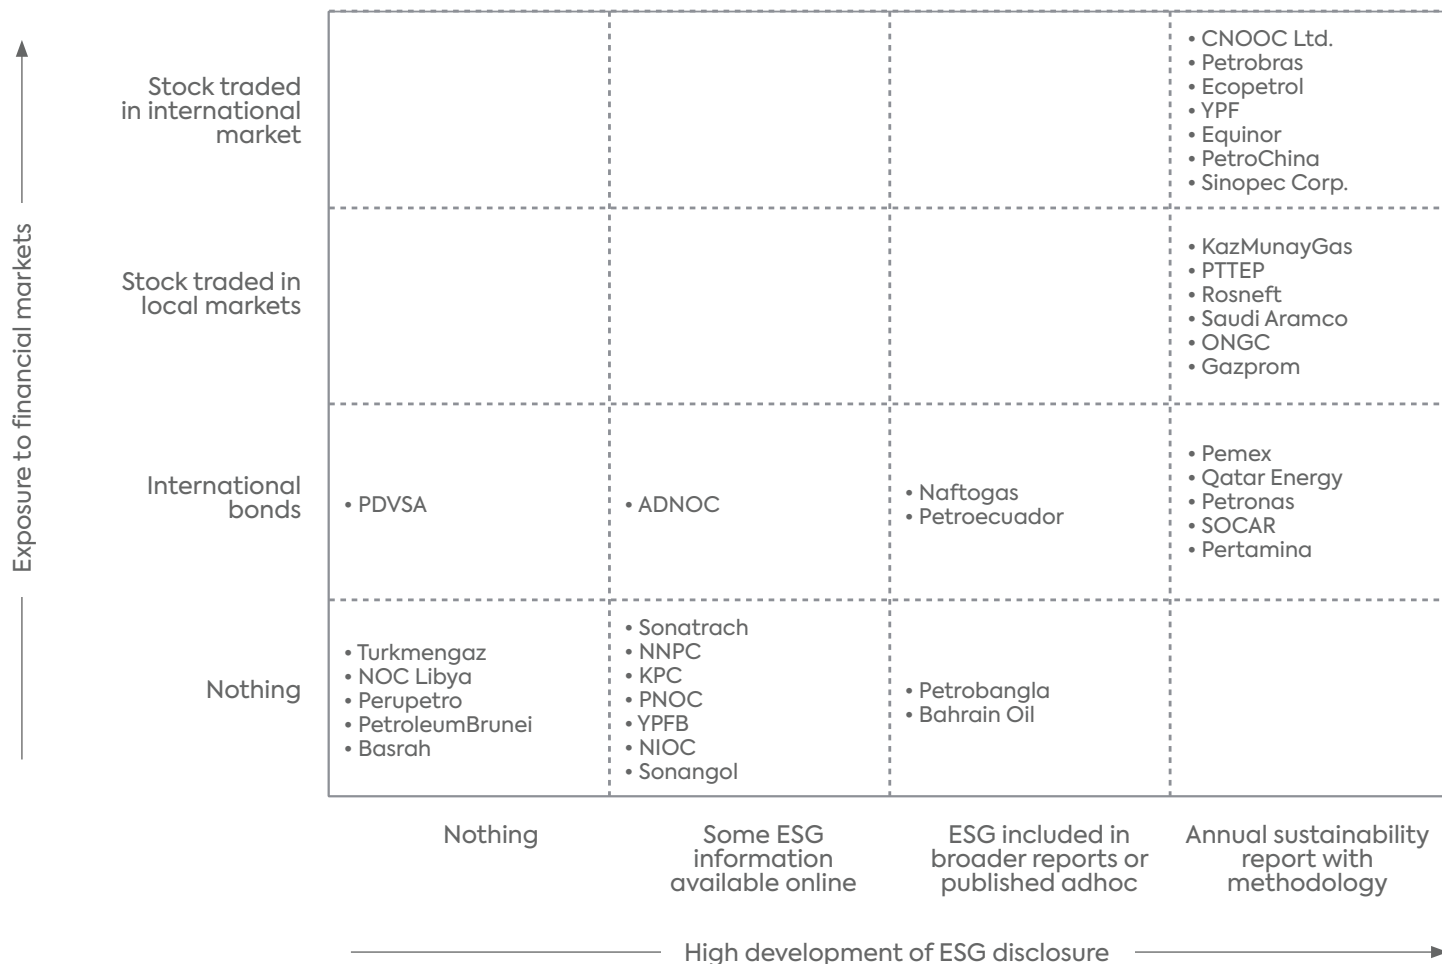 Exposure to financial markets
Stock traded
in international
market
• CNOOC Ltd.
• Petrobras
• Ecopetrol
• YPF
• Equinor
• PetroChina
• Sinopec Corp.
Stock traded in
local markets
• KazMunayGas
• PTTEP
• Rosneft
• Saudi Aramco
• ONGC
• Gazprom
International
bonds
• PDVSA
• ADNOC
• Naftogas
• Petroecuador
• Pemex
• Qatar Energy
• Petronas
• SOCAR
• Pertamina
Nothing
• Turkmengaz
• NOC Libya
• Perupetro
• PetroleumBrunei
• Basrah
• Sonatrach
• NNPC
• KPC
• PNOC
• YPFB
• NIOC
• Sonangol
• Petrobangla
• Bahrain Oil
Nothing
Some ESG
information
available online
ESG included in
broader reports or
published adhoc
Annual sustainability
report with
methodology
High development of ESG disclosure